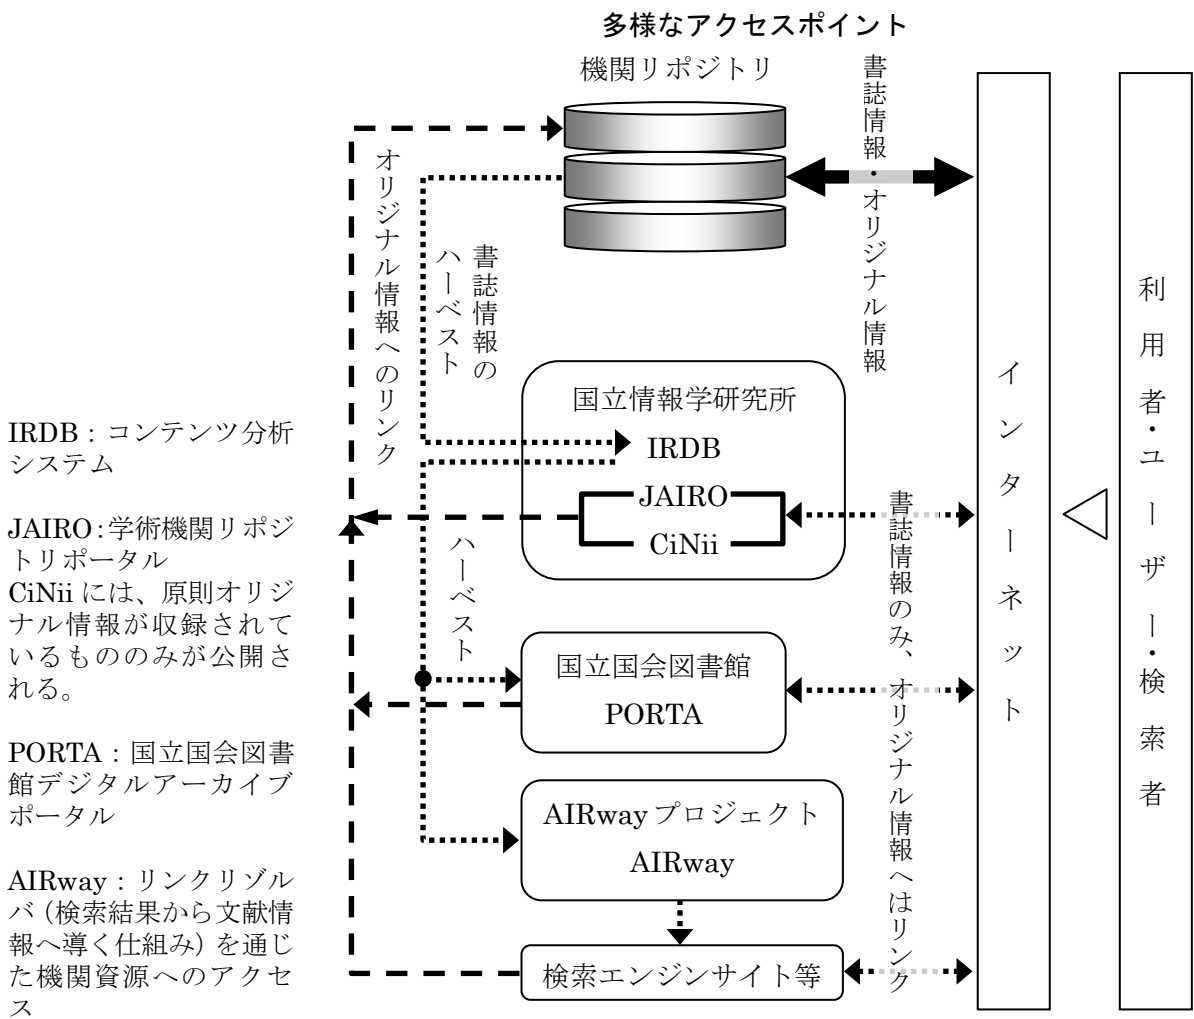 多様なアクセスポイント
機関リポジトリ
書誌情報・オリジナル情報
オリジナル情報へのリンク
書誌情報の
ハーベスト
国立情報学研究所
IRDB
JAIRO
CiNii
ハーベスト
国立国会図書館
PORTA
AIRwayプロジェクト
AIRway
検索エンジンサイト等
書誌情報のみ、オリジナル情報へはリンク
インターネット
利用者・ユーザー・検索者
IRDB：コンテンツ分析
システム
JAIRO：学術機関リポジ
トリポータル
CiNii には、原則オリジ
ナル情報が収録されて
いるもののみが公開さ
れる。
PORTA：国立国会図書
館デジタルアーカイブ
ポータル
AIRway：リンクリゾル
バ（検索結果から文献情
報へ導く仕組み）を通じ
た機関資源へのアクセ
ス